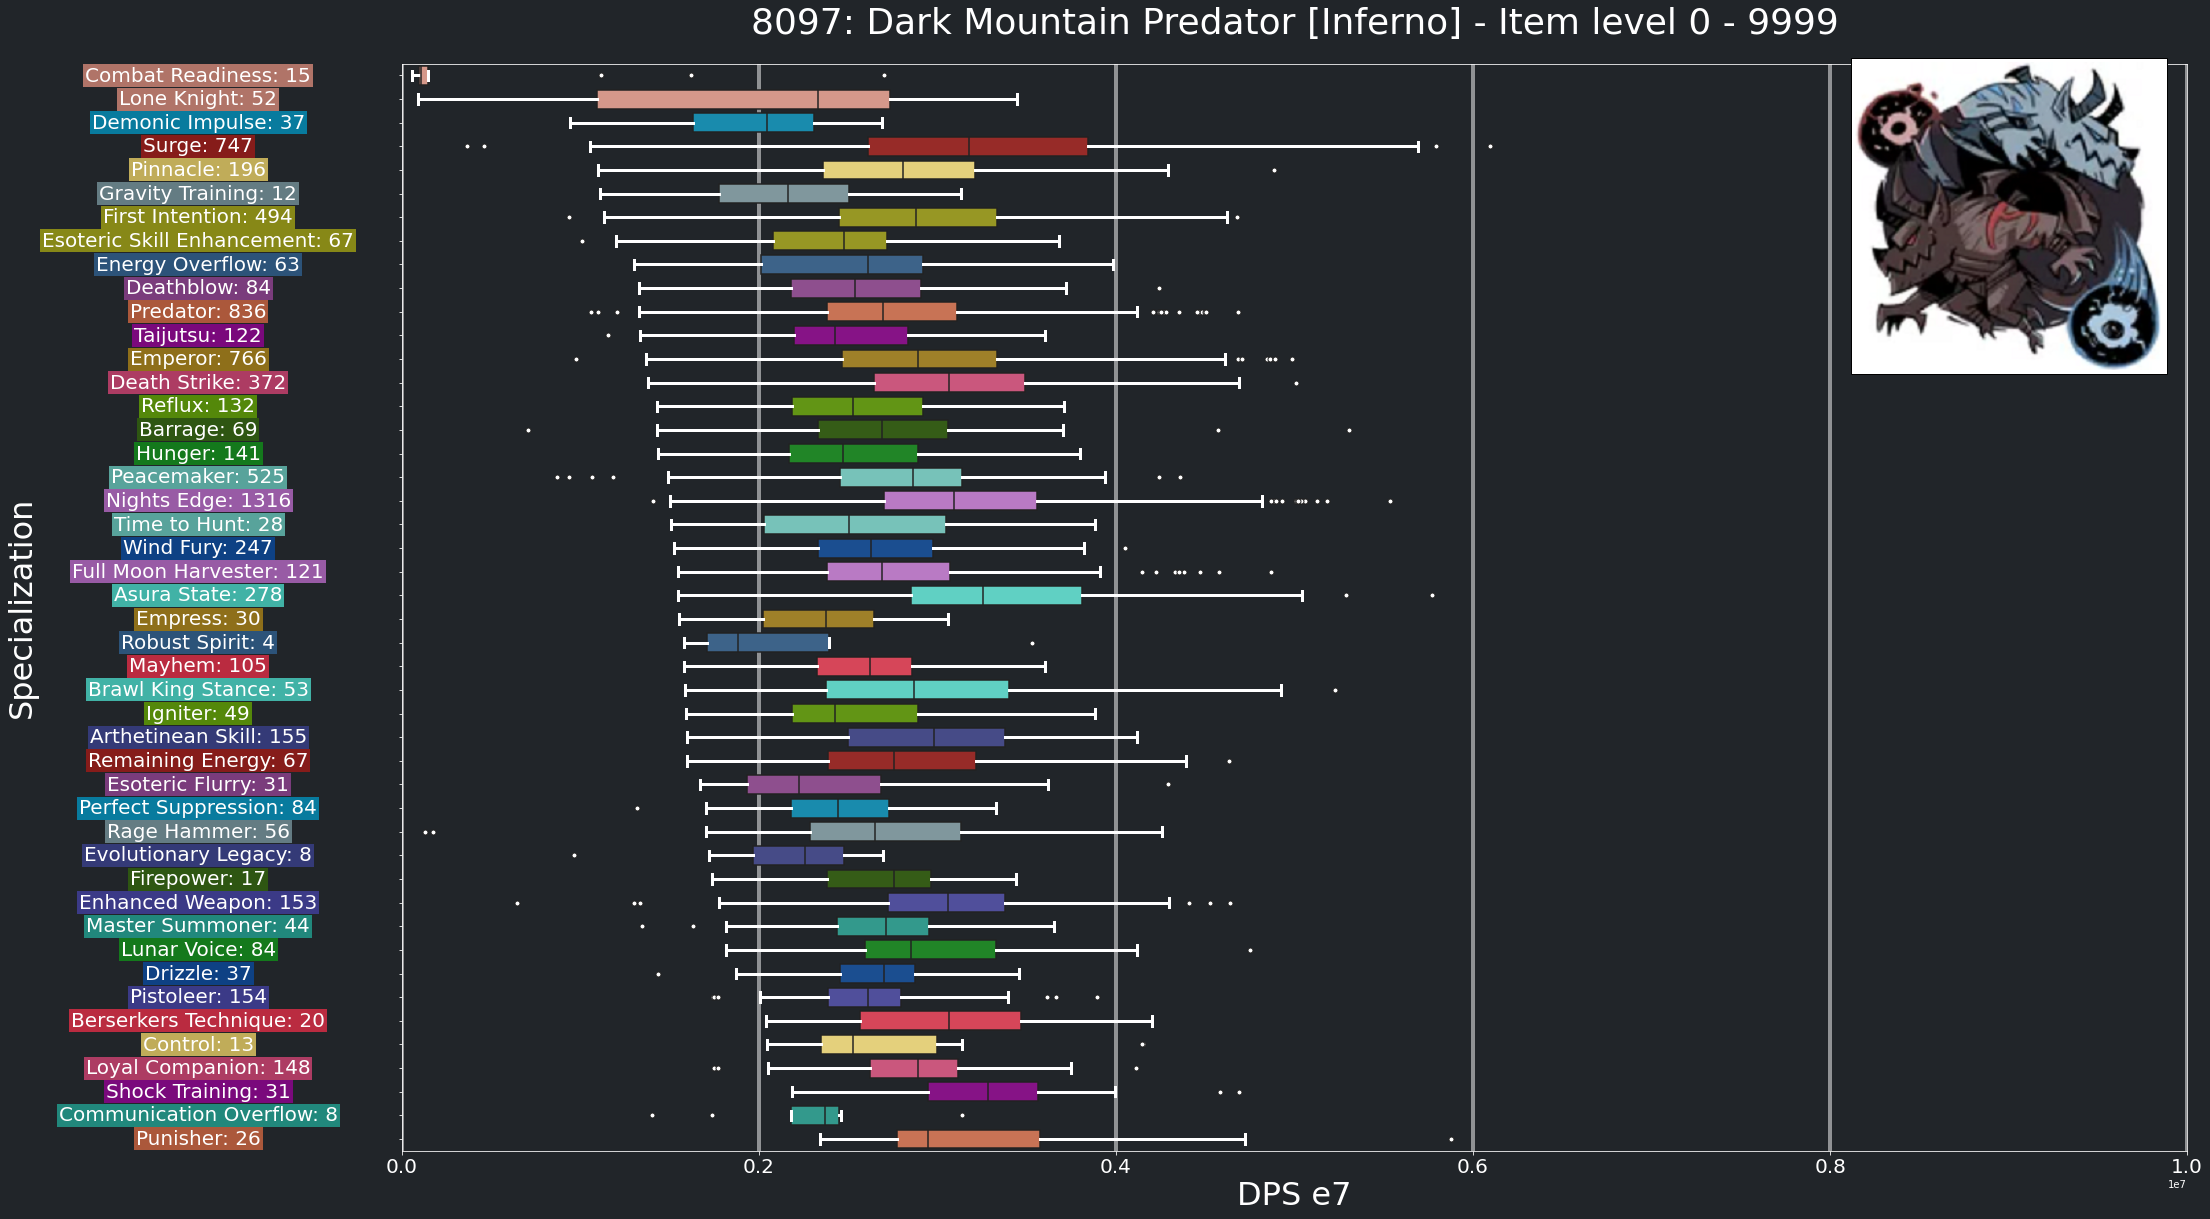 8097: Dark Mountain Predator [Inferno] - Item level 0 - 9999
Specialization
Combat Readiness: 15
Lone Knight: 52
Demonic Impulse: 37
Surge: 747
Pinnacle: 196
Gravity Training: 12
First Intention: 494
Esoteric Skill Enhancement: 67
Energy Overflow: 63
Deathblow: 84
Predator: 836
Taijutsu: 122
Emperor: 766
Death Strike: 372
Reflux: 132
Barrage: 69
Hunger: 141
Peacemaker: 525
Nights Edge: 1316
Time to Hunt: 28
Wind Fury: 247
Full Moon Harvester: 121
Asura State: 278
Empress: 30
Robust Spirit: 4
Mayhem: 105
Brawl King Stance: 53
Igniter: 49
Arthetinean Skill: 155
Remaining Energy: 67
Esoteric Flurry: 31
Perfect Suppression: 84
Rage Hammer: 56
Evolutionary Legacy: 8
Firepower: 17
Enhanced Weapon: 153
Master Summoner: 44
Lunar Voice: 84
Drizzle: 37
Pistoleer: 154
Berserkers Technique: 20
Control: 13
Loyal Companion: 148
Shock Training: 31
Communication Overflow: 8
Punisher: 26
0.0 0.2 0.4 0.6 0.8 1.0
1e7
DPS e7